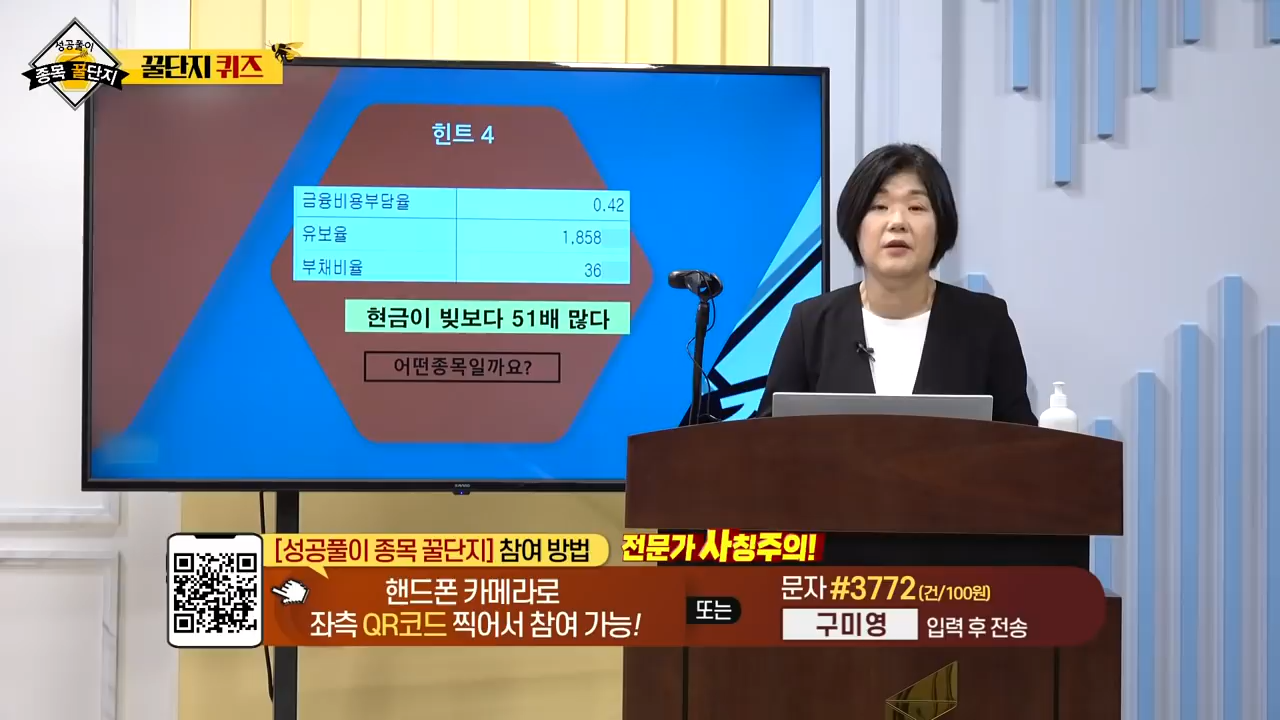 성공풀이
종목 꿀단지
꿀단지 퀴즈
힌트 4
금융비용부담율 0.42
유보율 1,858
부채비율 36
현금이 빚보다 51배 많다
어떤종목일까요?
[성공풀이 종목 꿀단지] 참여 방법
전문가 사칭주의!
핸드폰 카메라로
좌측 QR코드 찍어서 참여 가능!
또는
문자 #3772 (건/100원)
구미영 입력 후 전송